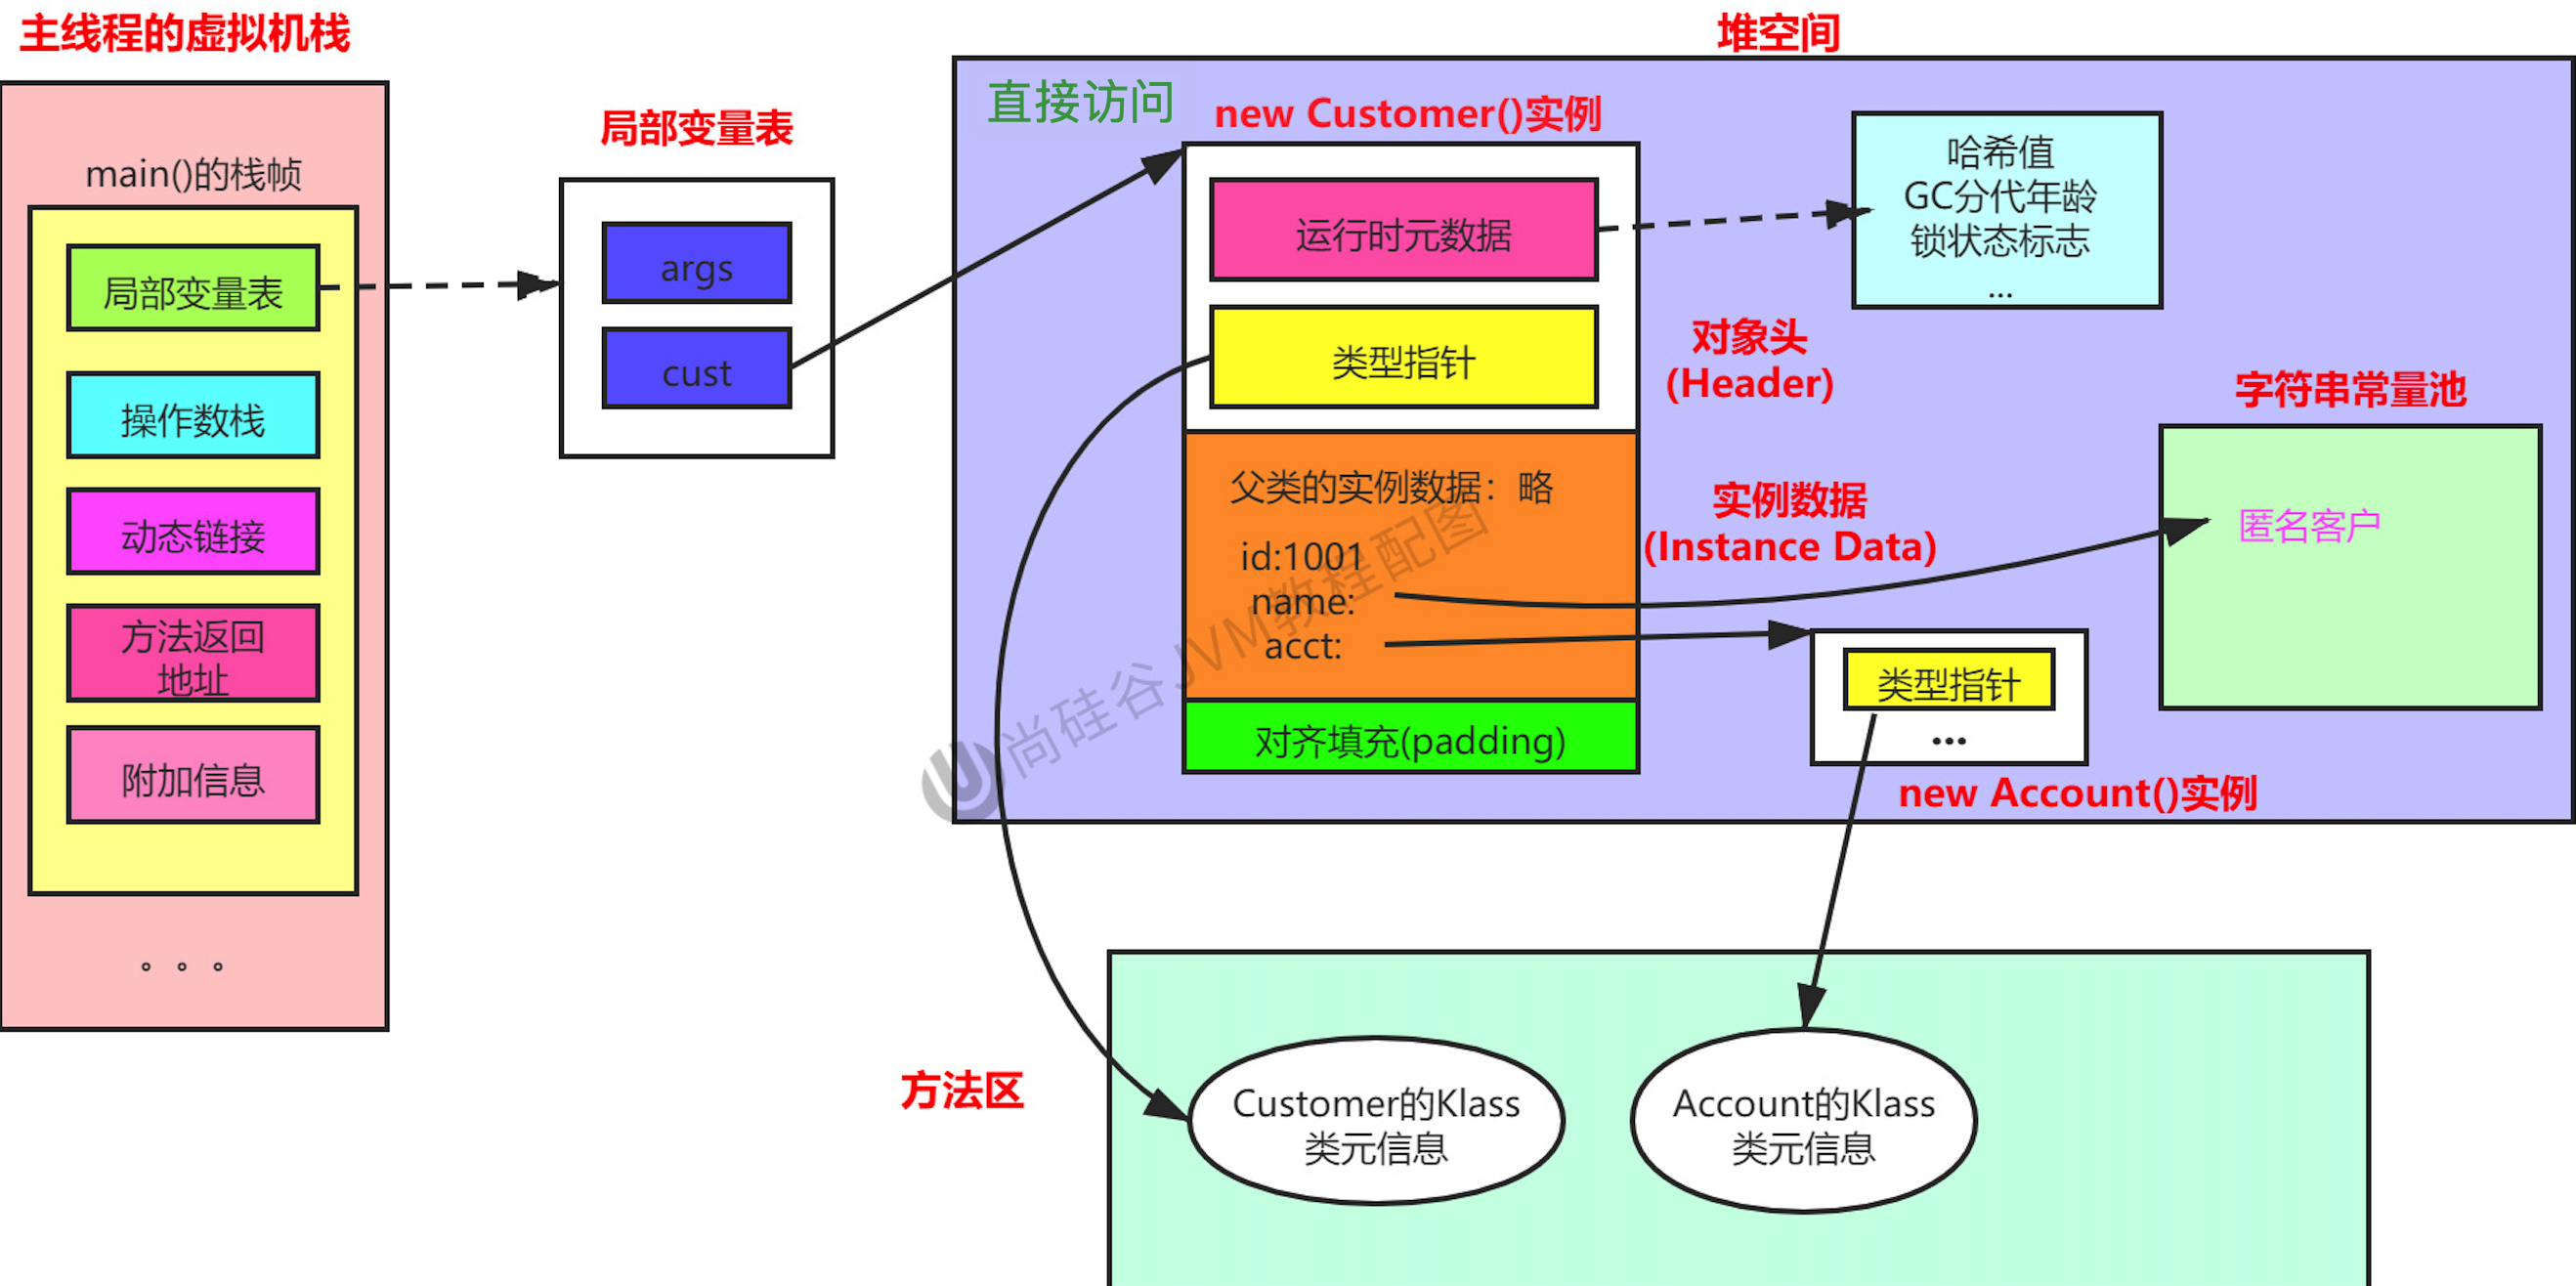 主线程的虚拟机栈
main()的栈帧
局部变量表
操作数栈
动态链接
方法返回
地址
附加信息
。。。
局部变量表
args
cust
堆空间
直接访问
new Customer()实例
运行时元数据
类型指针
哈希值
GC分代年龄
锁状态标志
...
对象头
(Header)
父类的实例数据：略
id:1001
name:
acct:
实例数据
(Instance Data)
对齐填充(padding)
字符串常量池
匿名客户
类型指针
...
new Account()实例
尚硅谷JVM教程配图
方法区
Customer的Klass
类元信息
Account的Klass
类元信息